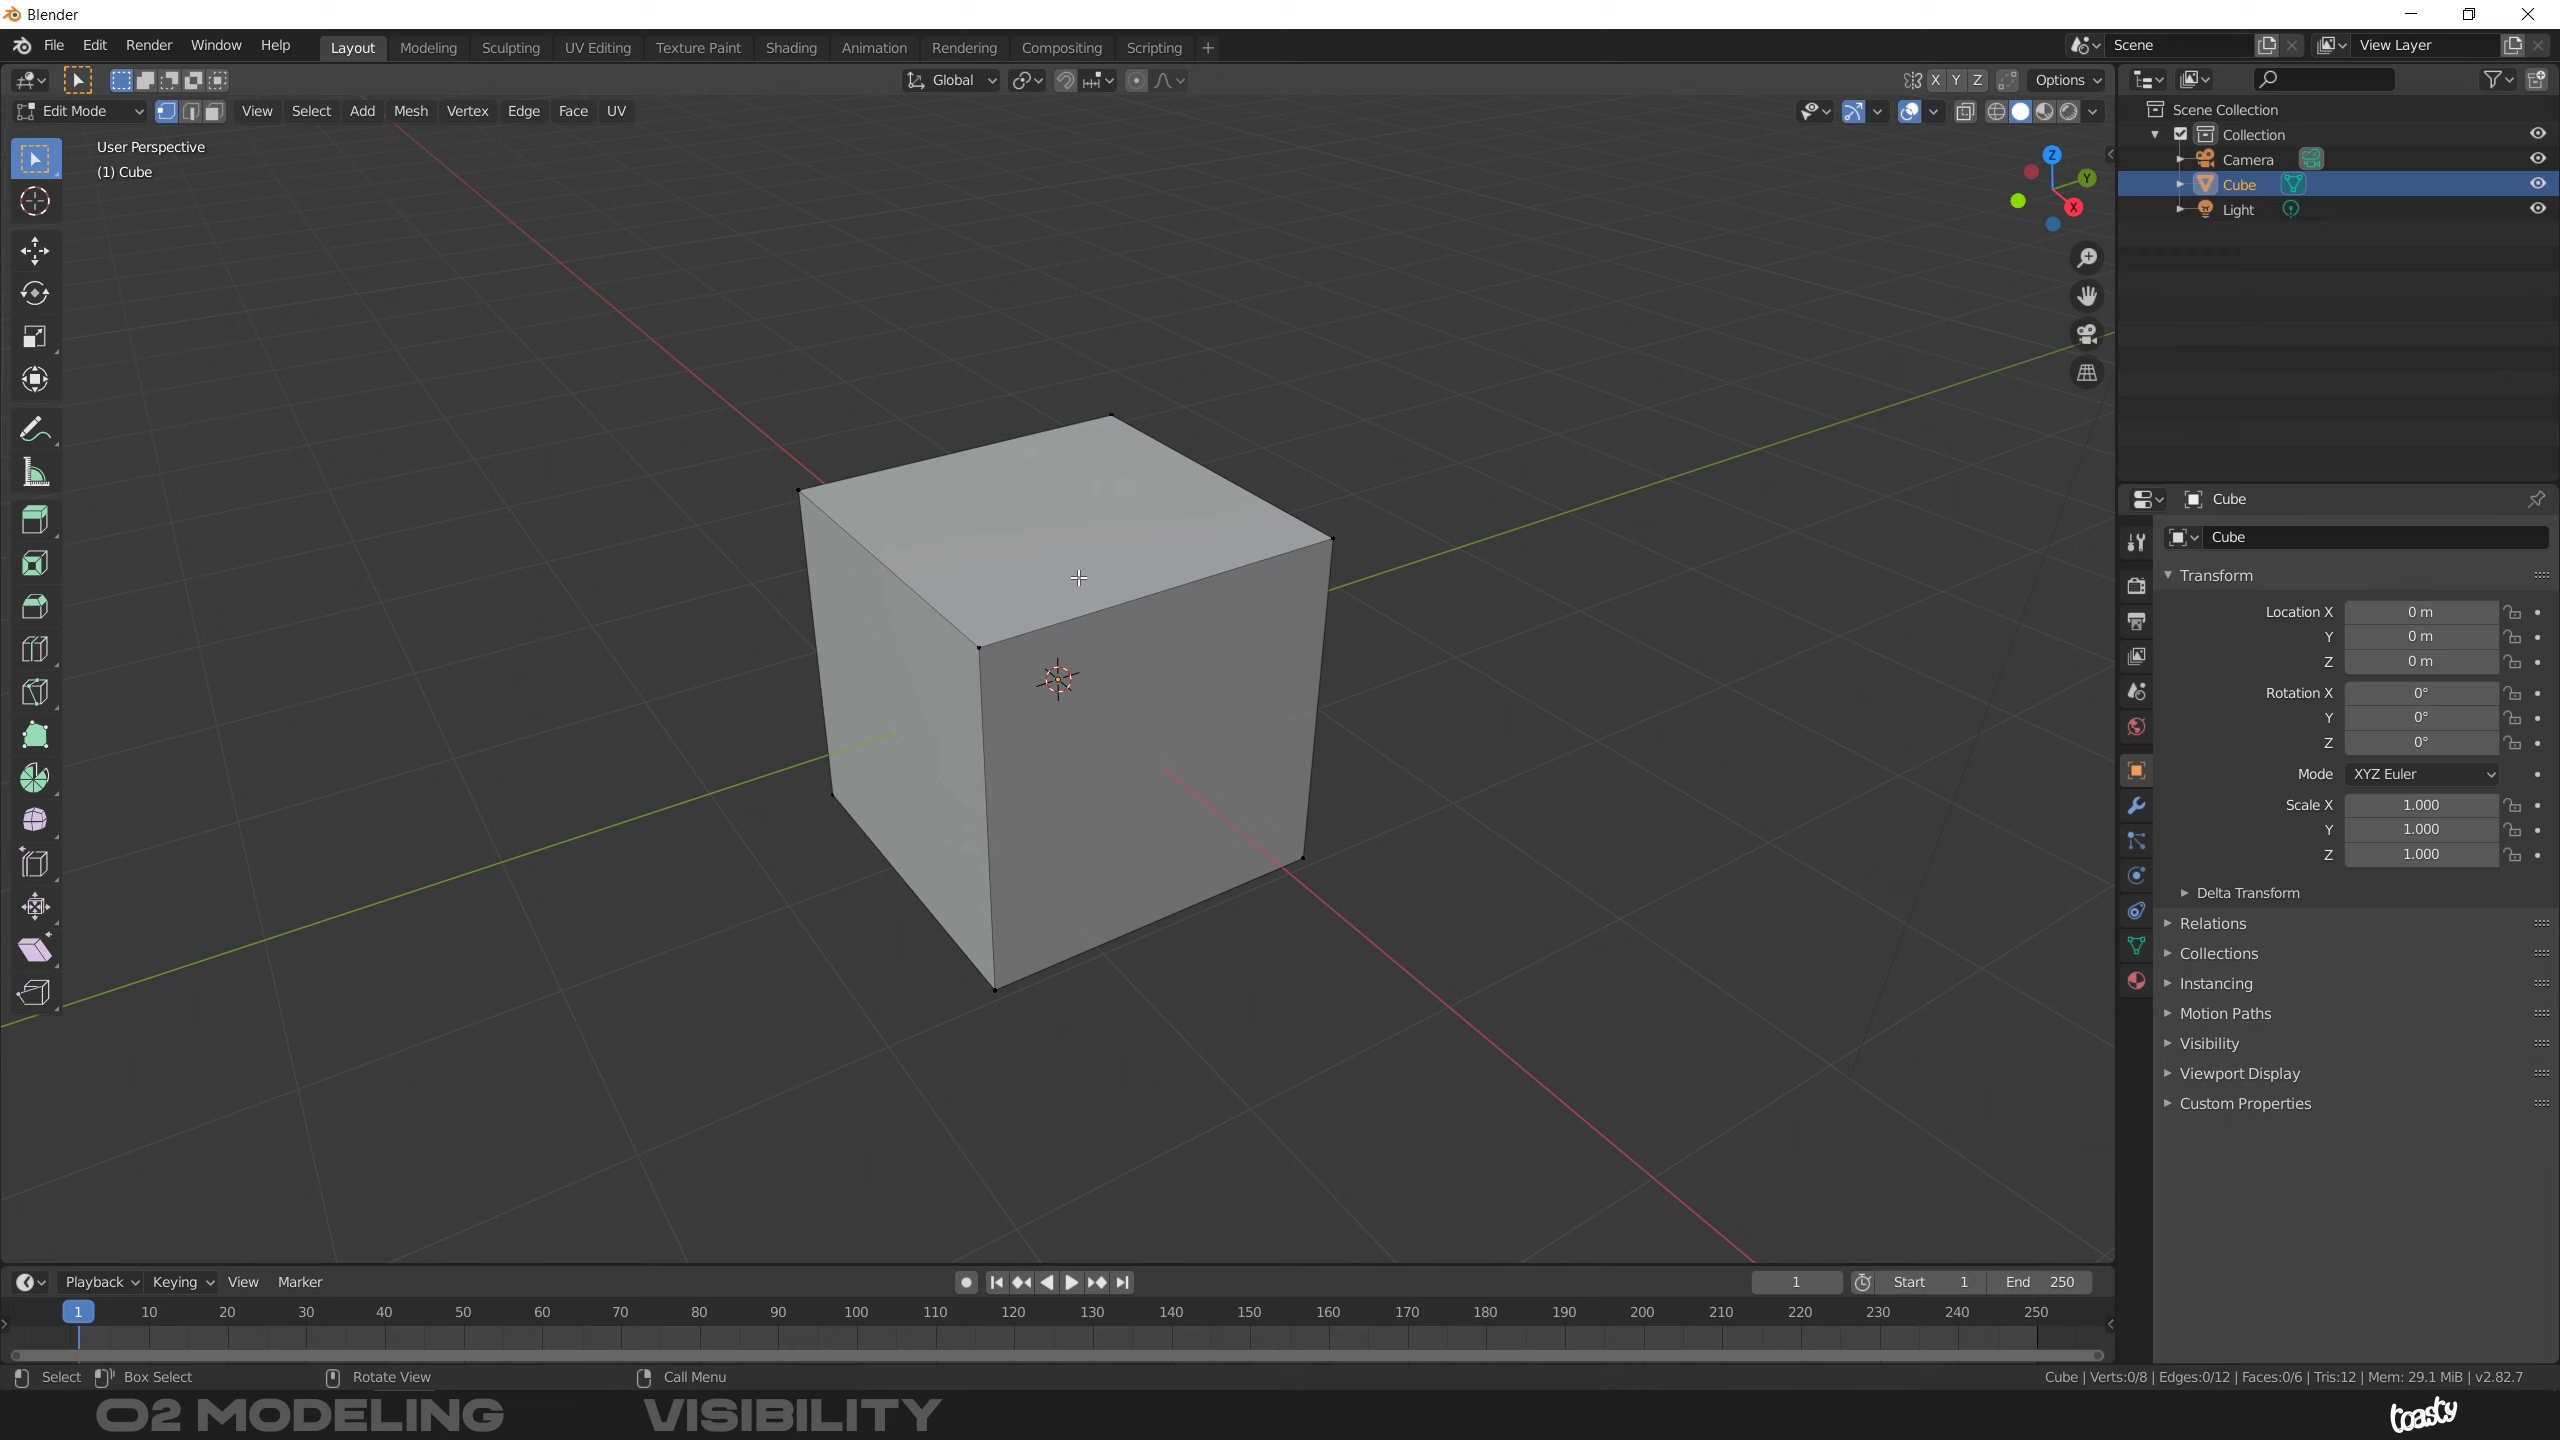 Blender
File Edit Render Window Help Layout Modeling Sculpting UV Editing Texture Paint Shading Animation Rendering Compositing Scripting + Scene View Layer
Global X Y Z Options
Edit Mode View Select Add Mesh Vertex Edge Face UV
User Perspective
(1) Cube
Z
Y
X
Scene Collection
Collection
Camera
Cube
Light
Cube
Cube
Transform
Location X 0 m
Y 0 m
Z 0 m
Rotation X 0°
Y 0°
Z 0°
Mode XYZ Euler
Scale X 1.000
Y 1.000
Z 1.000
Delta Transform
Relations
Collections
Instancing
Motion Paths
Visibility
Viewport Display
Custom Properties
Playback Keying View Marker 1 Start 1 End 250
1 10 20 30 40 50 60 70 80 90 100 110 120 130 140 150 160 170 180 190 200 210 220 230 240 250
Select Box Select Rotate View Call Menu Cube | Verts:0/8 | Edges:0/12 | Faces:0/6 | Tris:12 | Mem: 29.1 MiB | v2.82.7
02 MODELING VISIBILITY toasty